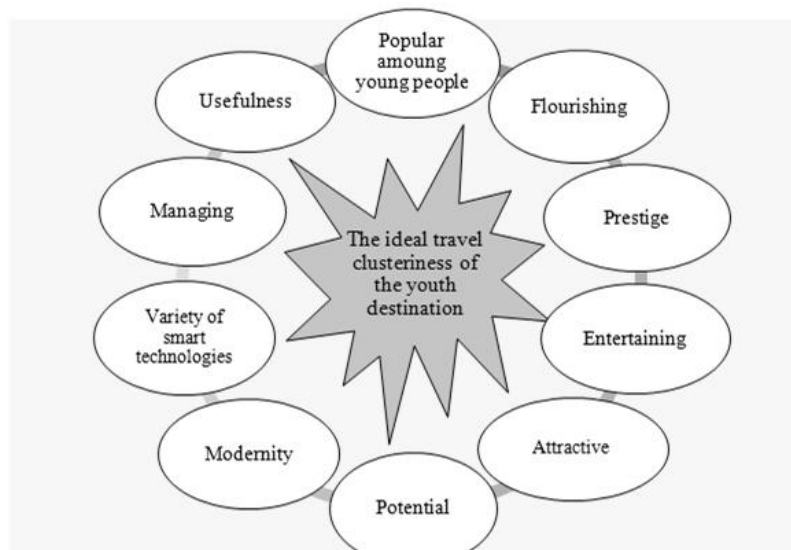 Popular
amoung
young people
Flourishing
Prestige
Entertaining
Attractive
Potential
Modernity
Variety of
smart
technologies
Managing
Usefulness
The ideal travel
clusteriness of
the youth
destination